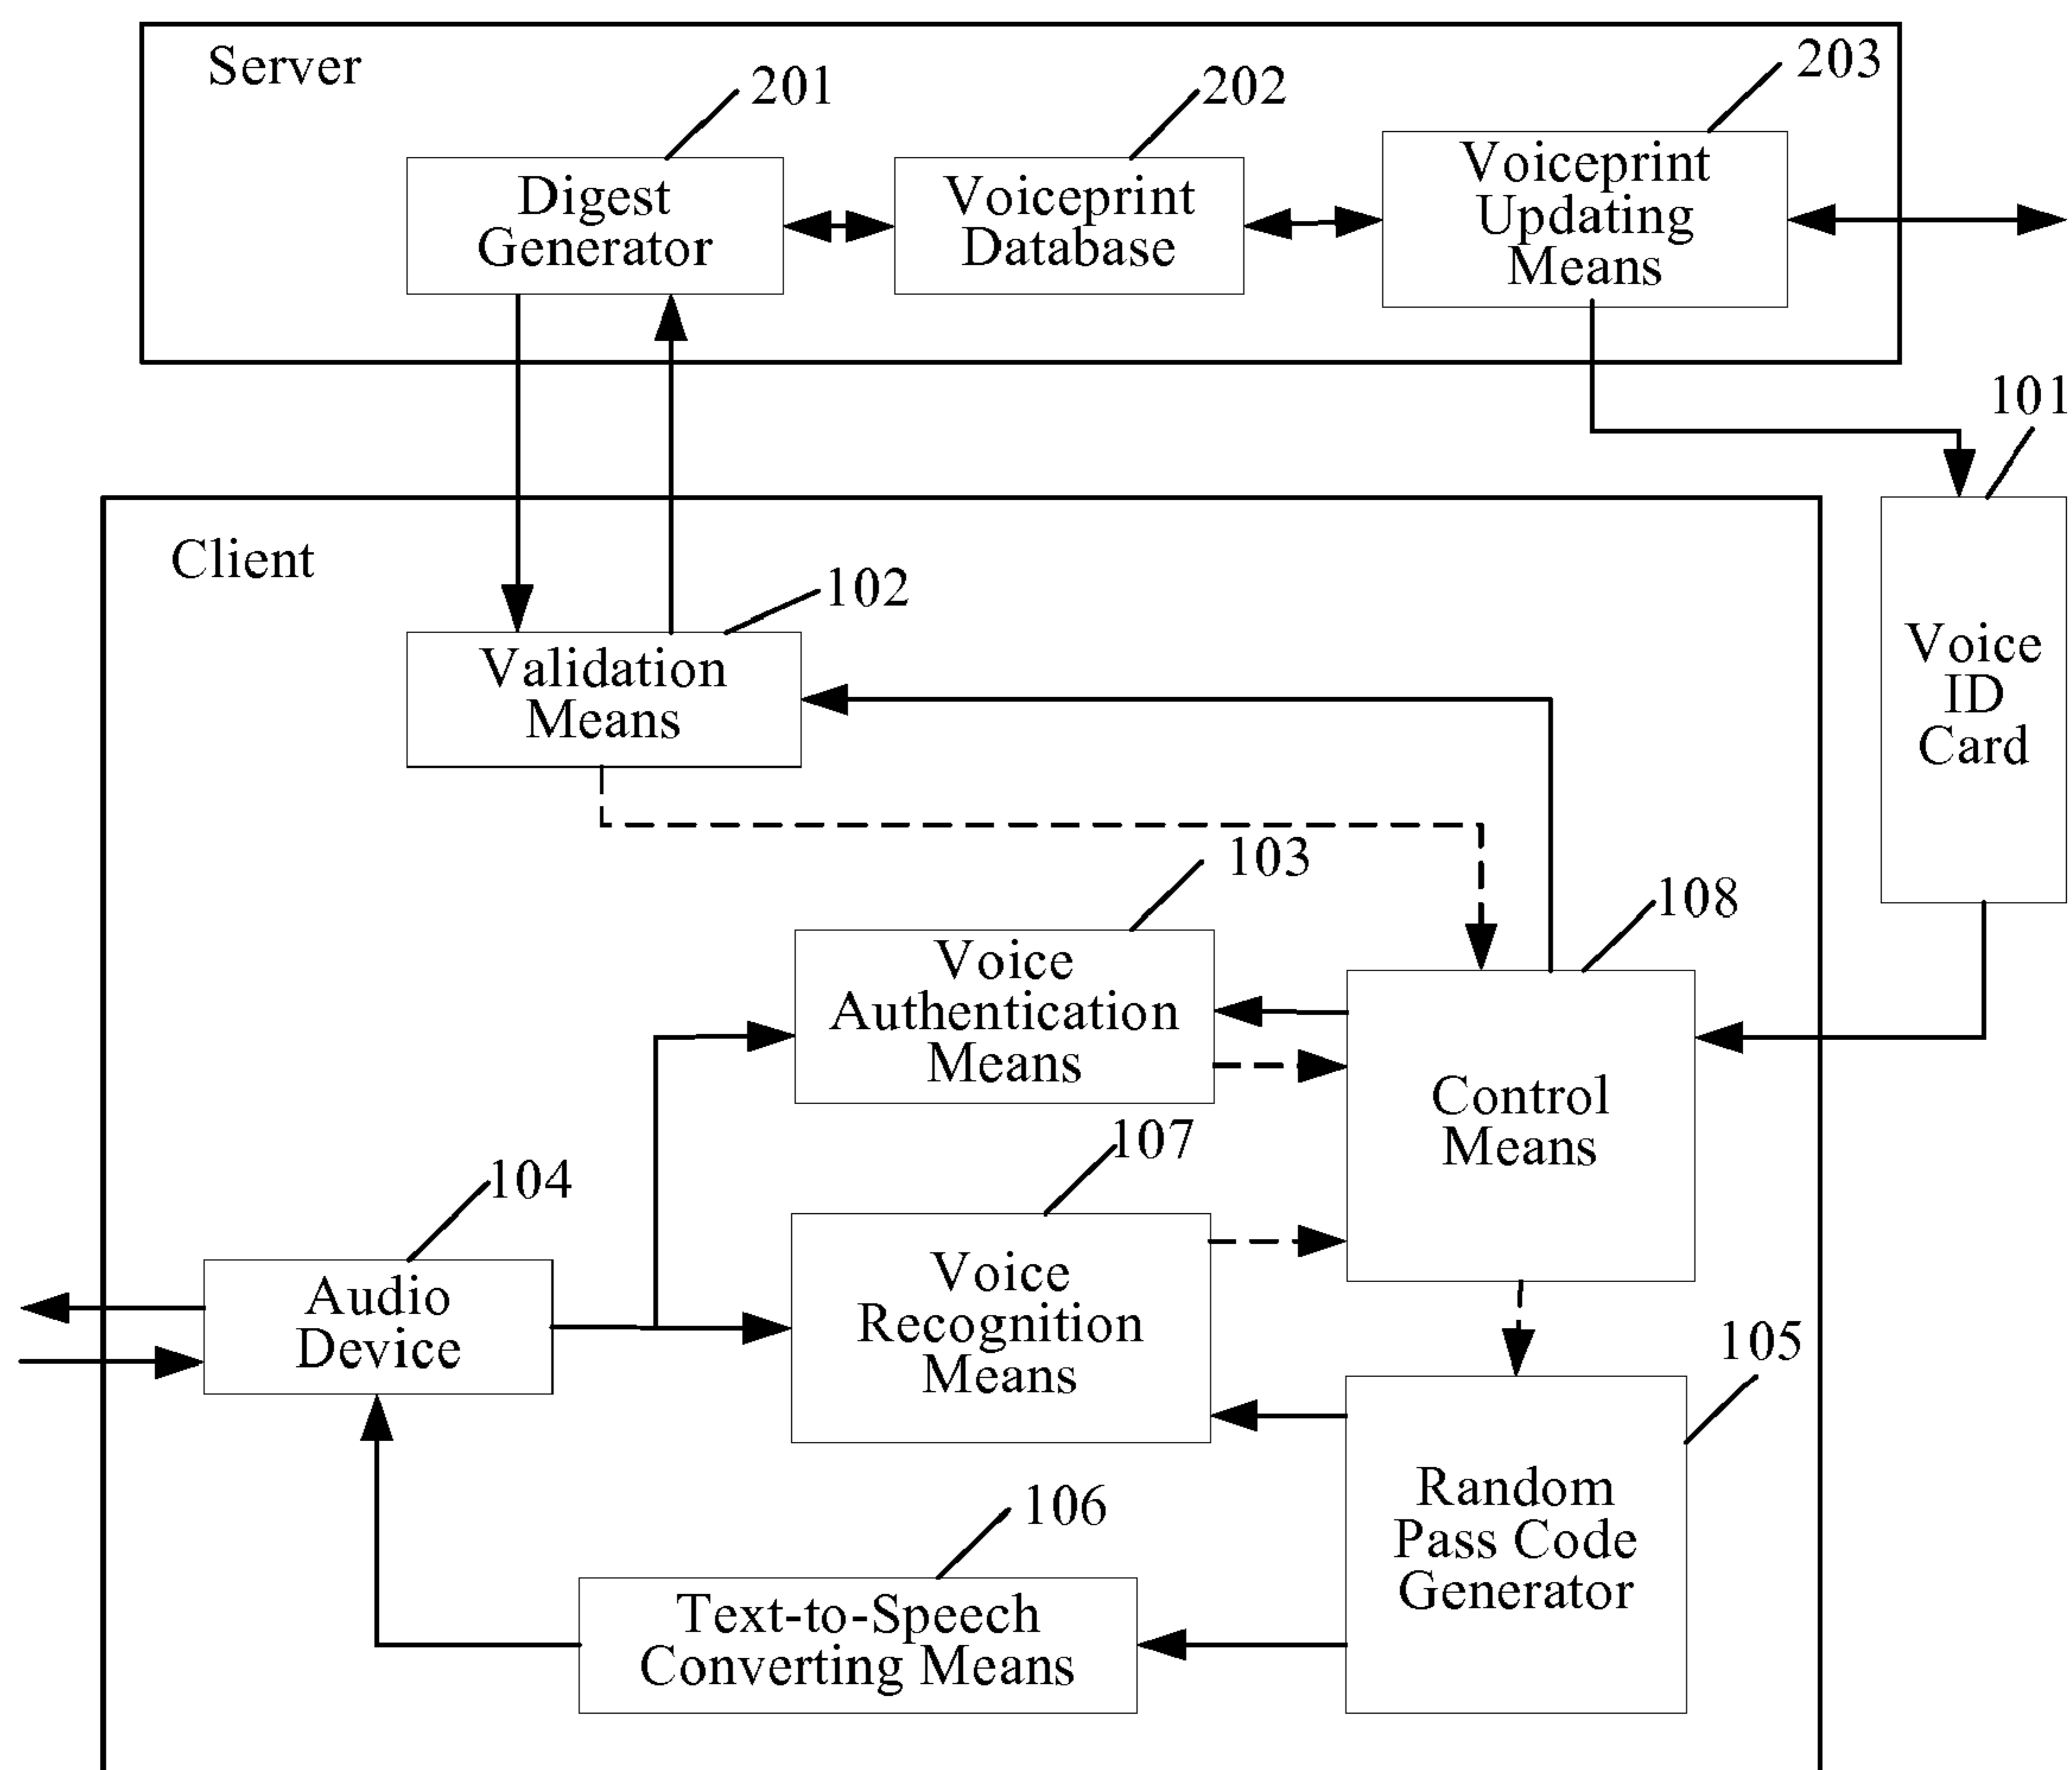 Server
201
202
203
Digest
Generator
Voiceprint
Database
Voiceprint
Updating
Means
101
Client
102
Validation
Means
Voice
ID
Card
103
108
Voice
Authentication
Means
Control
Means
107
104
Voice
Recognition
Means
Audio
Device
105
Random
Pass Code
Generator
106
Text-to-Speech
Converting Means